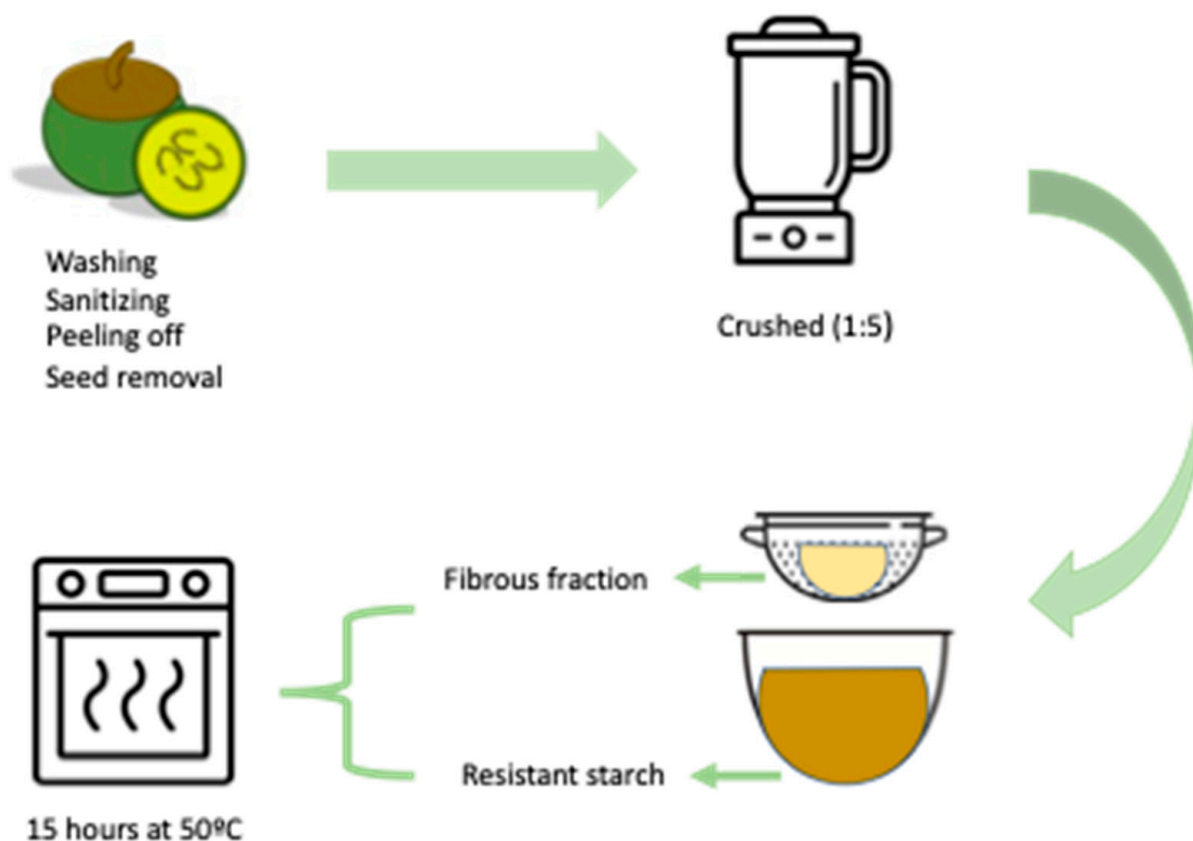 Washing
Sanitizing
Peeling off
Seed removal
Crushed (1:5)
Fibrous fraction
Resistant starch
15 hours at 50ºC